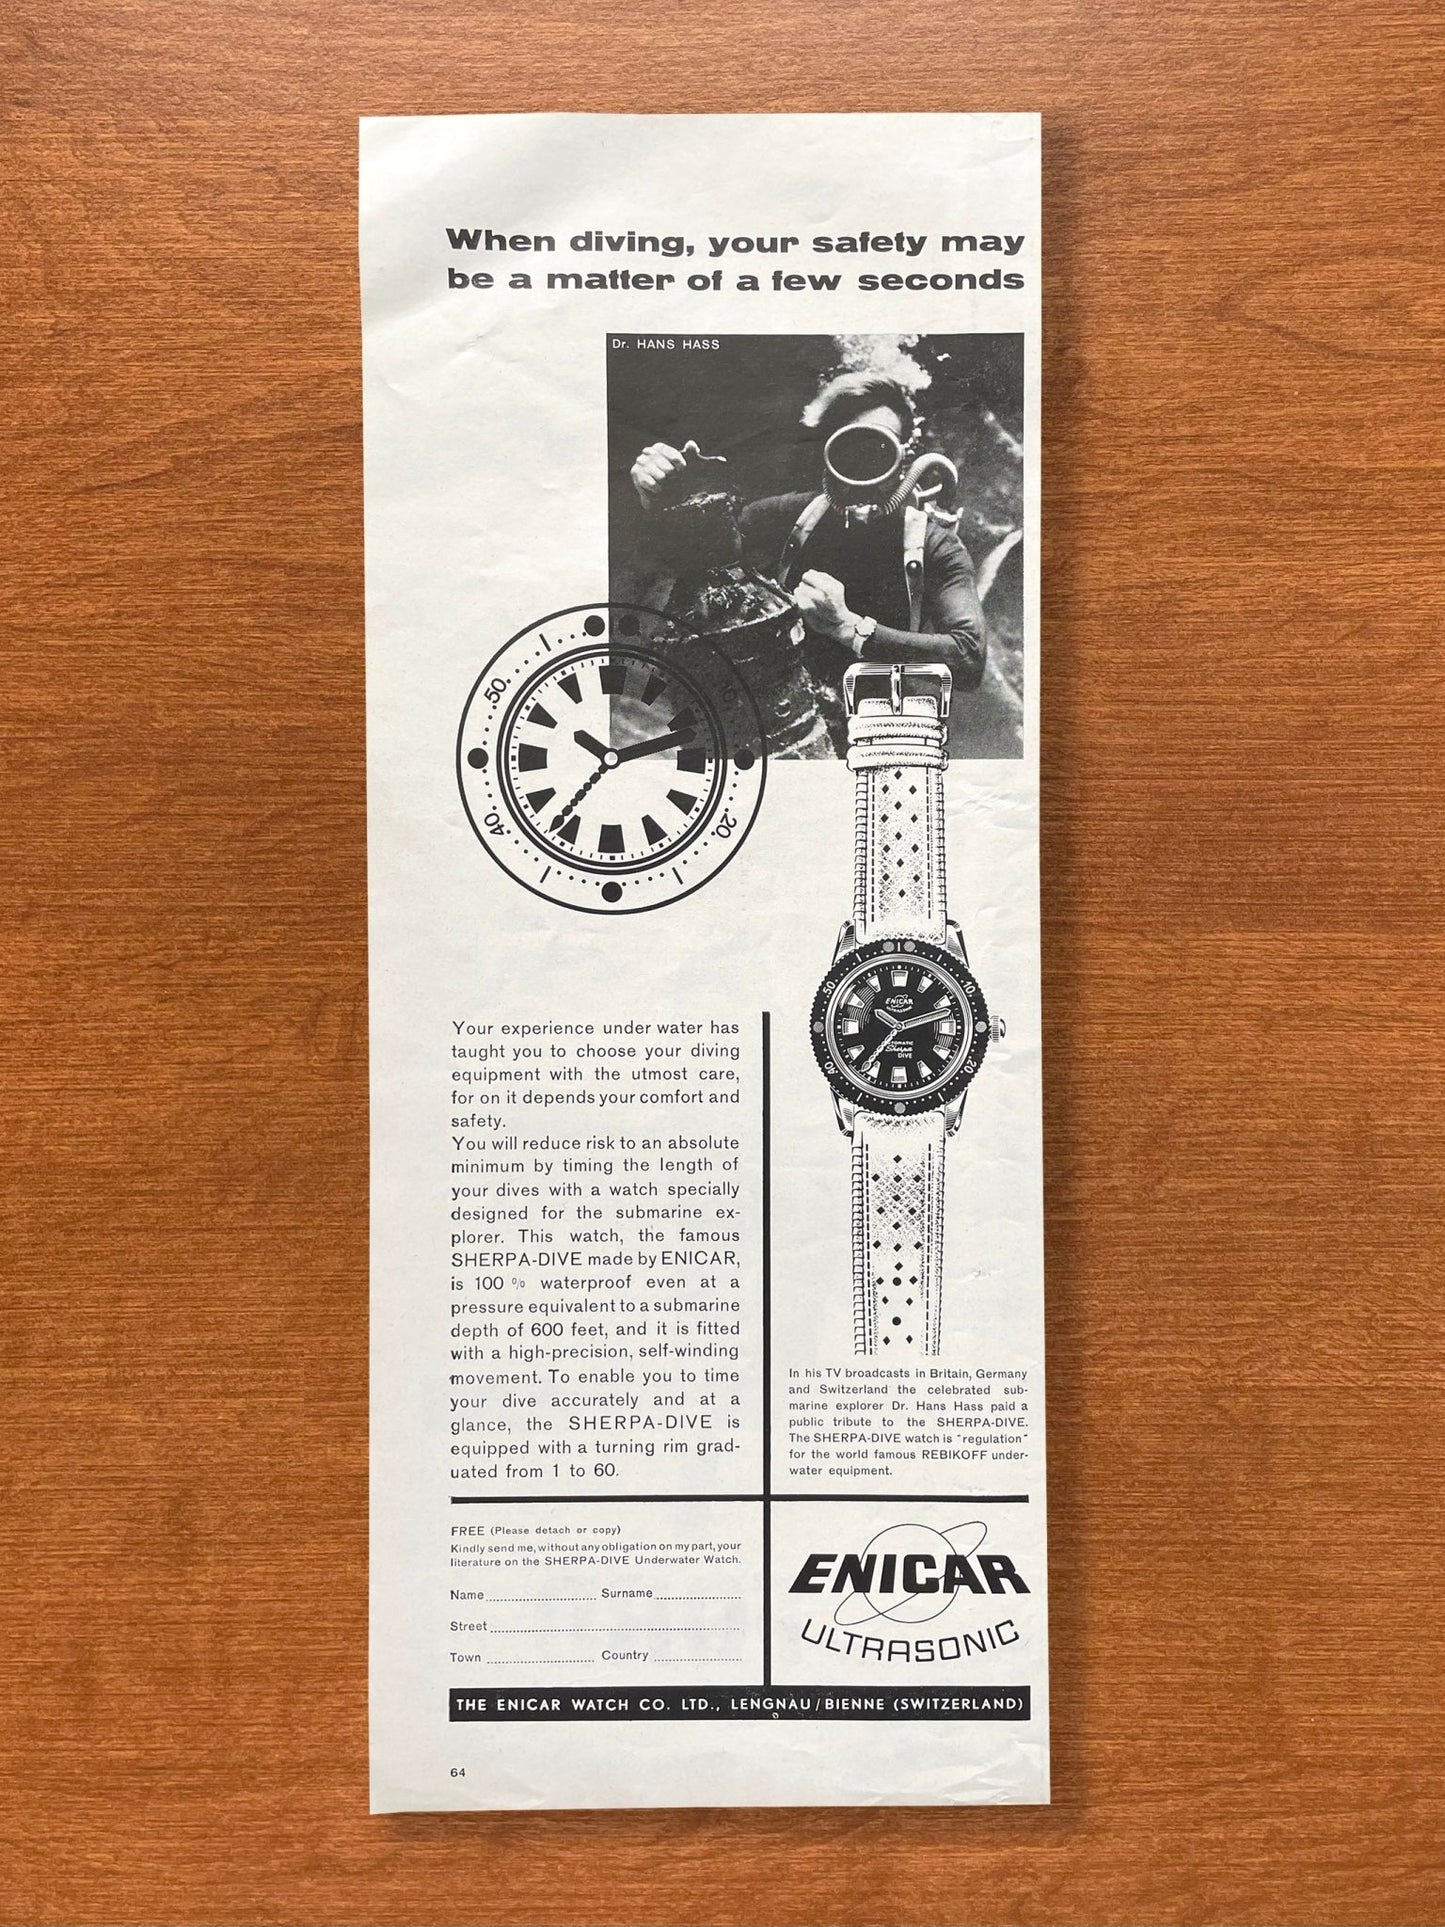 When diving, your safety may
be a matter of a few seconds
Dr. HANS HASS
50
10
40
20
50
10
ENICAR
ULTRASONIC
AUTOMATIC
Sherpa
DIVE
40
20
Your experience under water has
taught you to choose your diving
equipment with the utmost care,
for on it depends your comfort and
safety.
You will reduce risk to an absolute
minimum by timing the length of
your dives with a watch specially
designed for the submarine ex-
plorer. This watch, the famous
SHERPA-DIVE made by ENICAR,
is 100 % waterproof even at a
pressure equivalent to a submarine
depth of 600 feet, and it is fitted
with a high-precision, self-winding
movement. To enable you to time
your dive accurately and at a
glance, the SHERPA-DIVE is
equipped with a turning rim grad-
uated from 1 to 60.
In his TV broadcasts in Britain, Germany
and Switzerland the celebrated sub-
marine explorer Dr. Hans Hass paid a
public tribute to the SHERPA-DIVE.
The SHERPA-DIVE watch is "regulation"
for the world famous REBIKOFF under-
water equipment.
FREE (Please detach or copy)
Kindly send me, without any obligation on my part, your
literature on the SHERPA-DIVE Underwater Watch.
Name Surname
Street
Town Country
ENICAR
ULTRASONIC
THE ENICAR WATCH CO. LTD., LENGNAU/BIENNE (SWITZERLAND)
64